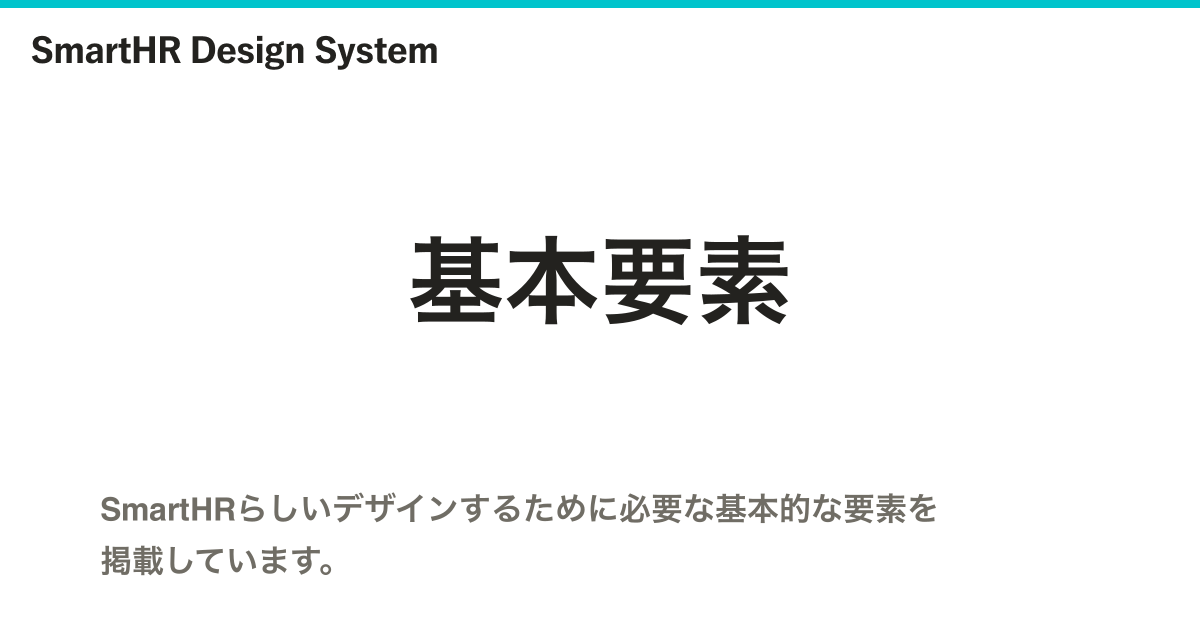 SmartHR Design System
基本要素
SmartHRらしいデザインするために必要な基本的な要素を
掲載しています。